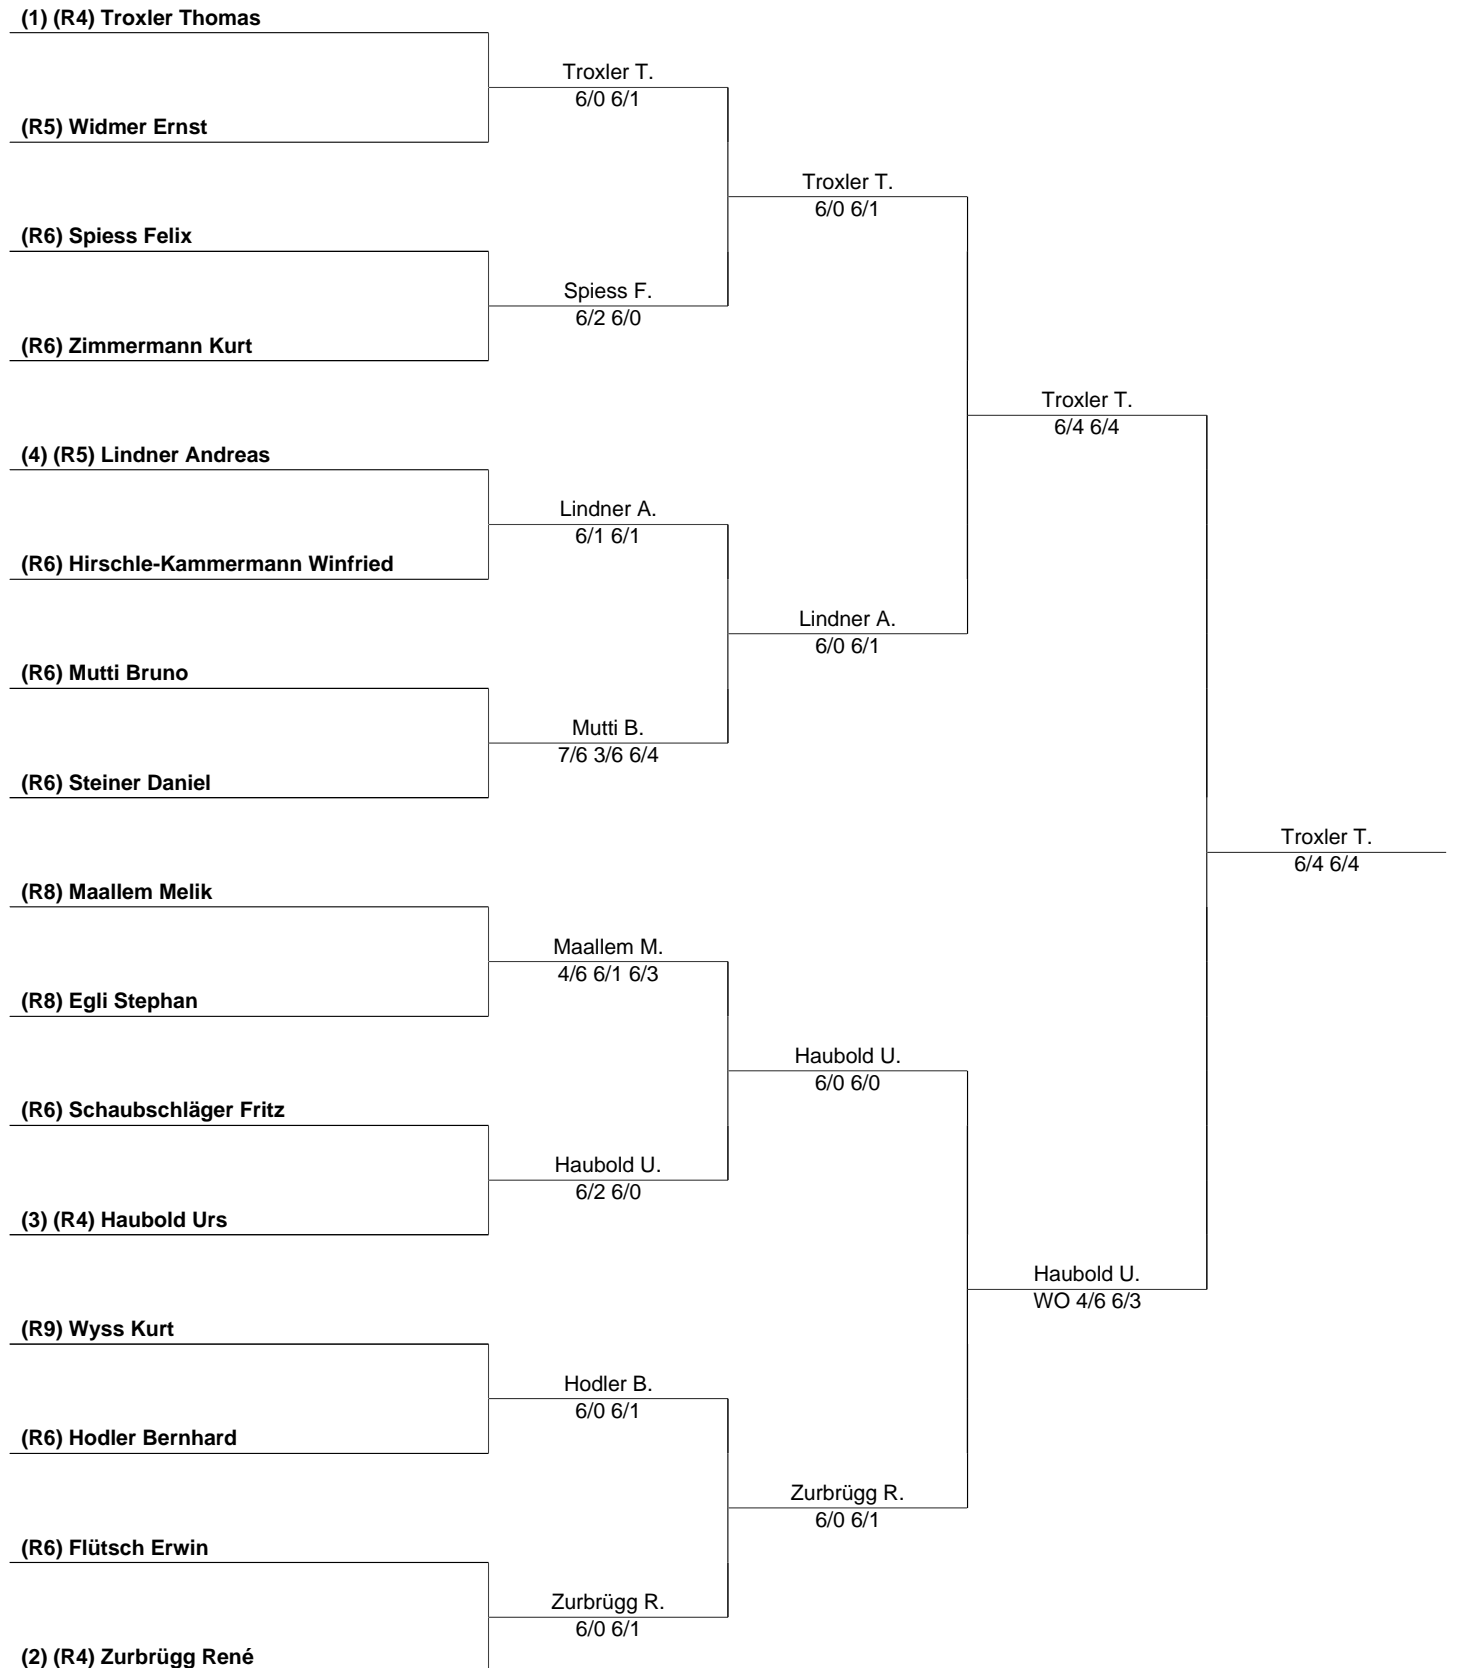 (1) (R4) Troxler Thomas
Troxler T.
6/0 6/1
(R5) Widmer Ernst
Troxler T.
6/0 6/1
(R6) Spiess Felix
Spiess F.
6/2 6/0
(R6) Zimmermann Kurt
Troxler T.
6/4 6/4
(4) (R5) Lindner Andreas
Lindner A.
6/1 6/1
(R6) Hirschle-Kammermann Winfried
Lindner A.
6/0 6/1
(R6) Mutti Bruno
Mutti B.
7/6 3/6 6/4
(R6) Steiner Daniel
Troxler T.
6/4 6/4
(R8) Maallem Melik
Maallem M.
4/6 6/1 6/3
(R8) Egli Stephan
Haubold U.
6/0 6/0
(R6) Schaubschläger Fritz
Haubold U.
6/2 6/0
(3) (R4) Haubold Urs
Haubold U.
WO 4/6 6/3
(R9) Wyss Kurt
Hodler B.
6/0 6/1
(R6) Hodler Bernhard
Zurbrügg R.
6/0 6/1
(R6) Flütsch Erwin
Zurbrügg R.
6/0 6/1
(2) (R4) Zurbrügg René